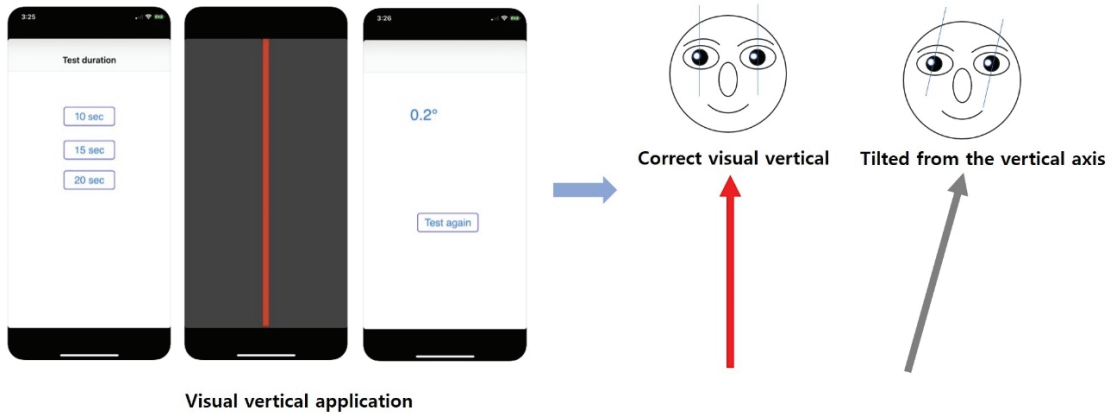 3:25
Test duration
10 sec
15 sec
20 sec
3:26
0.2°
Test again
Correct visual vertical
Tilted from the vertical axis
Visual vertical application